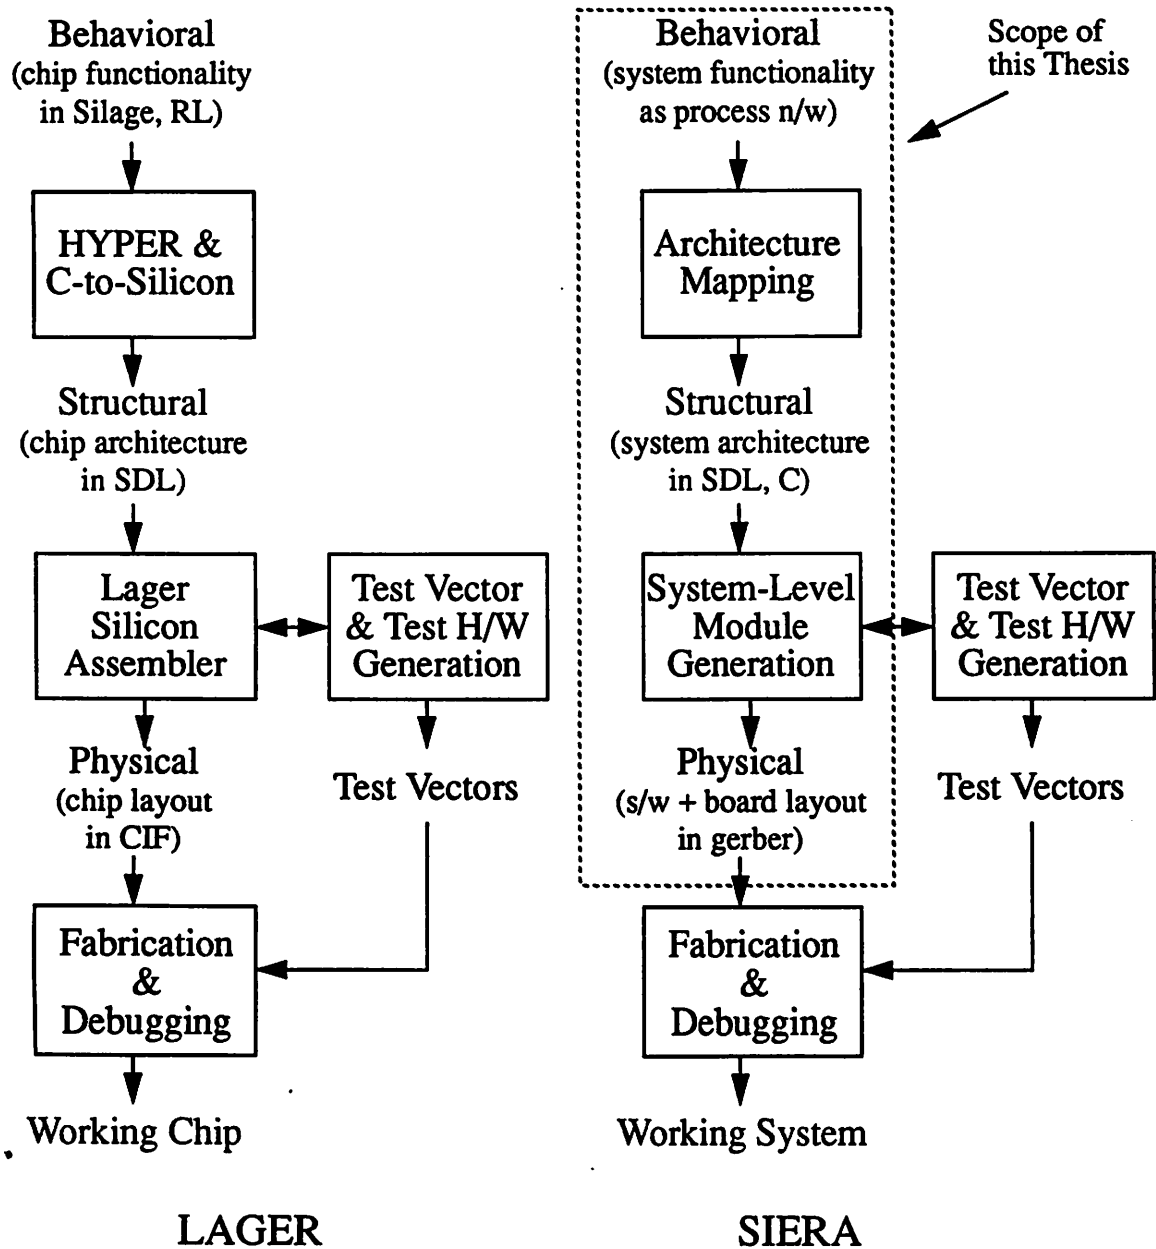 Behavioral
(chip functionality
in Silage, RL)
HYPER &
C-to-Silicon
Structural
(chip architecture
in SDL)
Lager
Silicon
Assembler
Test Vector
& Test H/W
Generation
Physical
(chip layout
in CIF)
Test Vectors
Fabrication
&
Debugging
Working Chip
LAGER
Behavioral
(system functionality
as process n/w)
Scope of
this Thesis
Architecture
Mapping
Structural
(system architecture
in SDL, C)
System-Level
Module
Generation
Test Vector
& Test H/W
Generation
Physical
(s/w + board layout
in gerber)
Test Vectors
Fabrication
&
Debugging
Working System
SIERA